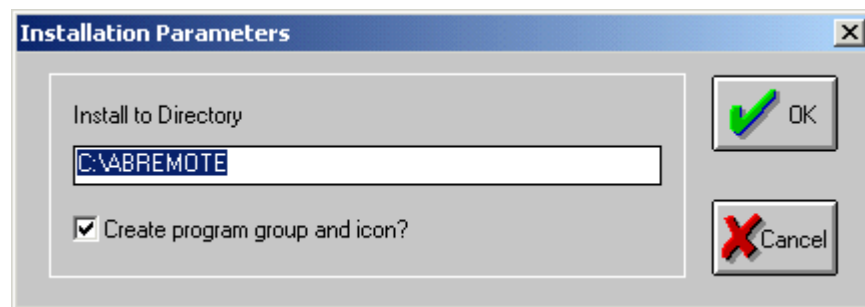 Installation Parameters
Install to Directory
OK
C:\ABREMOTE
Create program group and icon?
Cancel